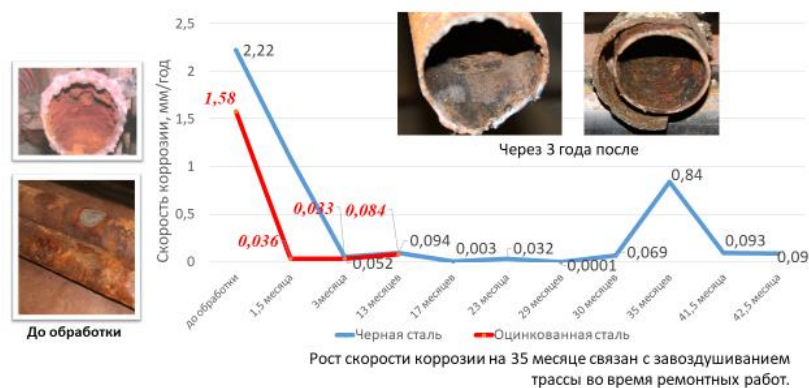 2,5
2
1,5
1
0,5
0
Скорость коррозии, мм/год
2,22
1,58
0,036
0,033
0,084
0,052
0,094
0,003
0,032
0,0001
0,069
0,84
0,093
0,09
Через 3 года после
до обработки
1,5 месяца
3месяца
13 месяцев
17 месяцев
23 месяца
29 месяцев
30 месяцев
35 месяцев
41,5 месяца
42,5 месяца
До обработки
Черная сталь
Оцинкованная сталь
Рост скорости коррозии на 35 месяце связан с завоздушиванием
трассы во время ремонтных работ.